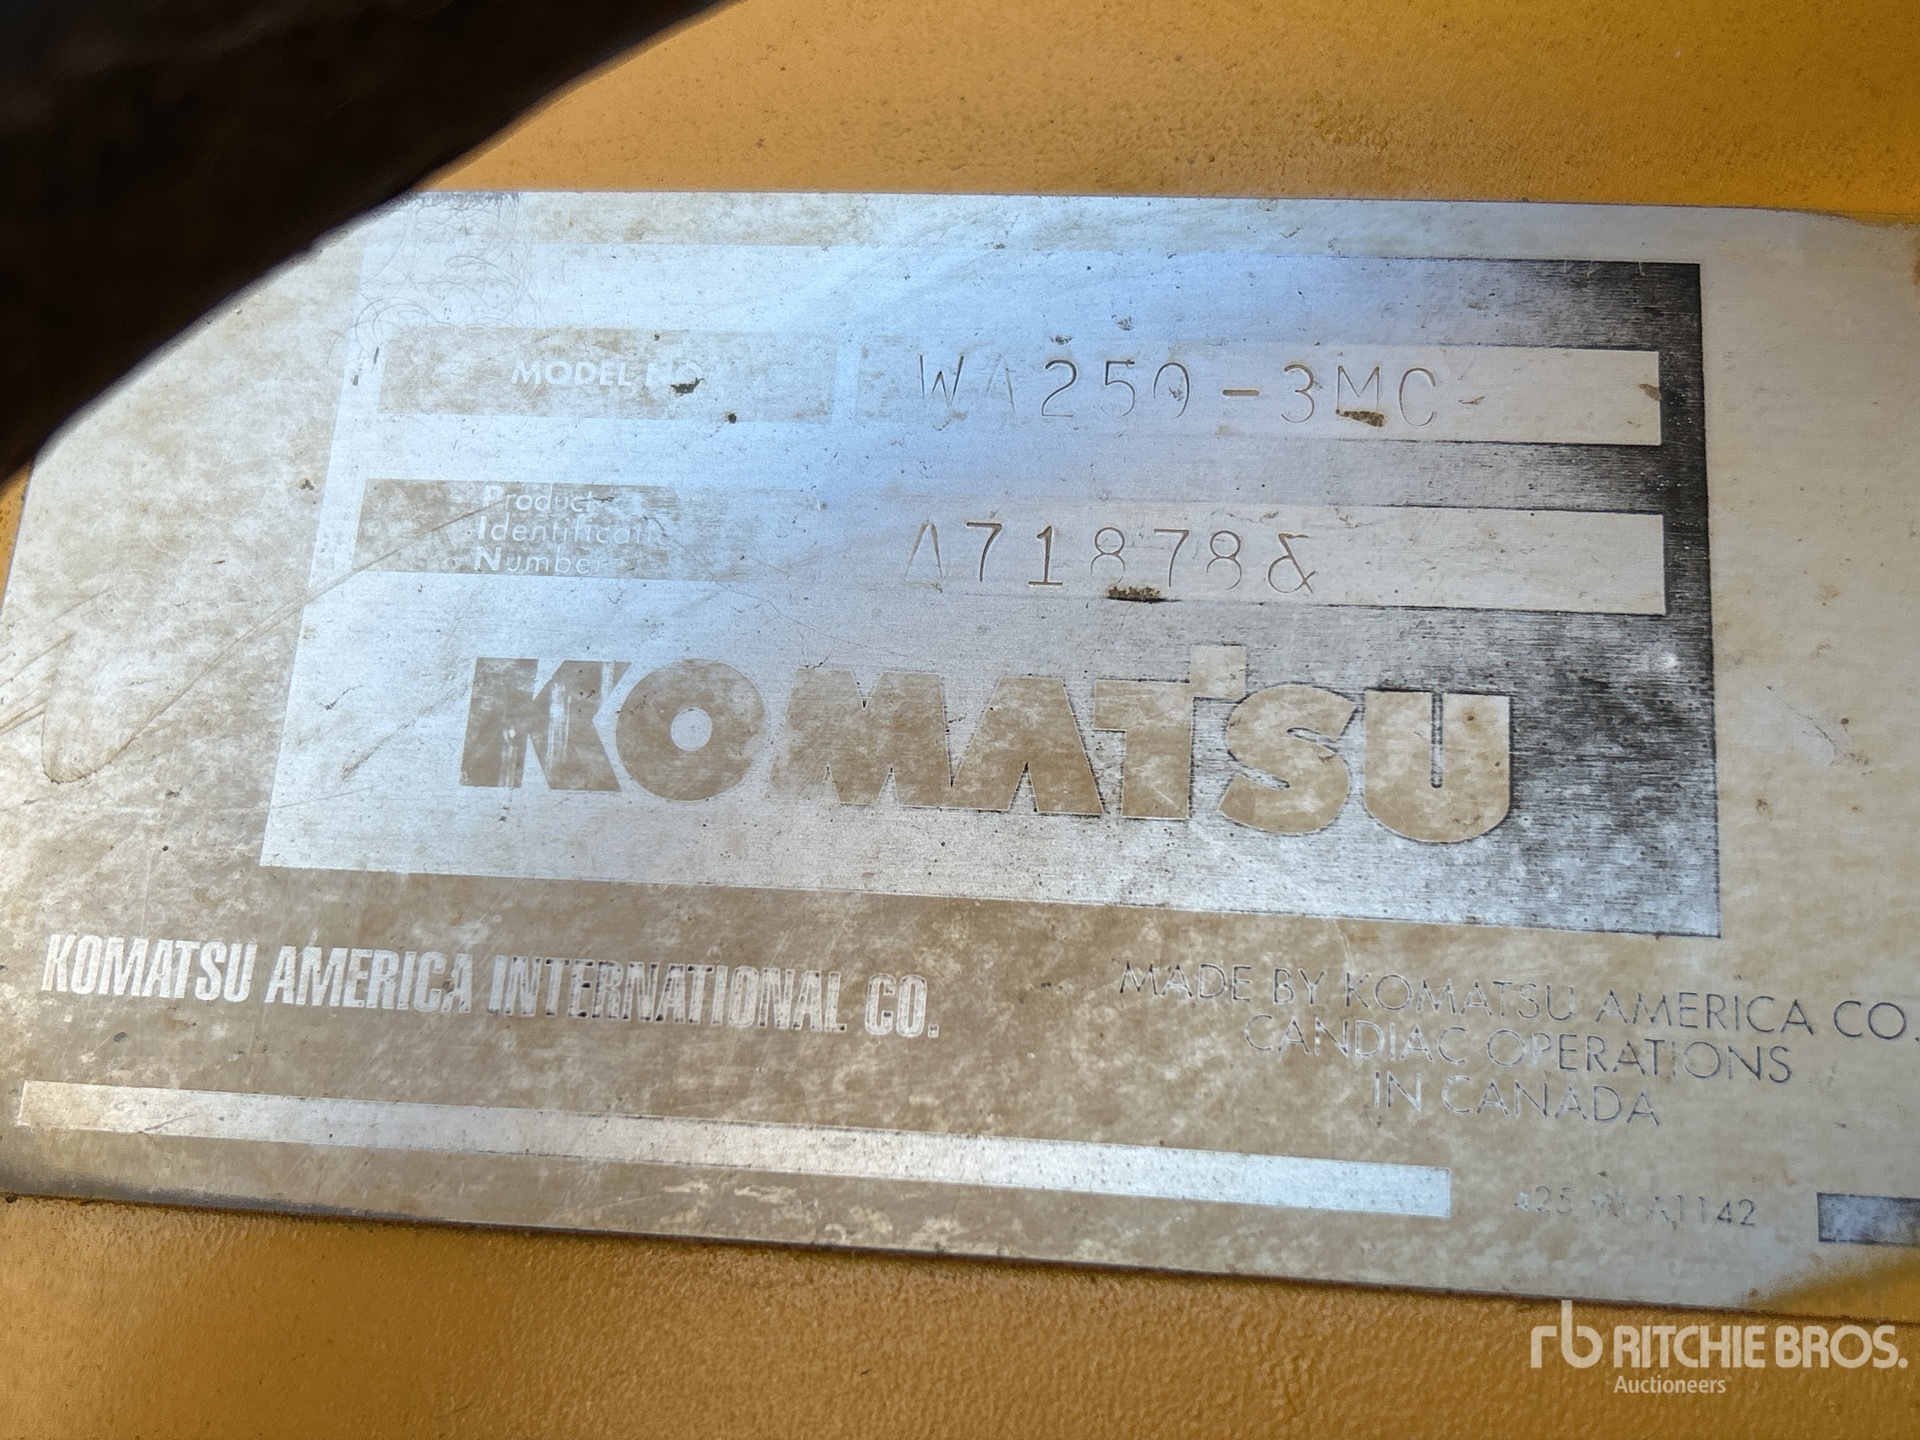 MODEL NO.
WA250-3MC
Product
Identification
Number
A71878&
KOMATSU
KOMATSU AMERICA INTERNATIONAL CO.
MADE BY KOMATSU AMERICA CO.
CANDIAC OPERATIONS
IN CANADA
RITCHIE BROS.
Auctioneers